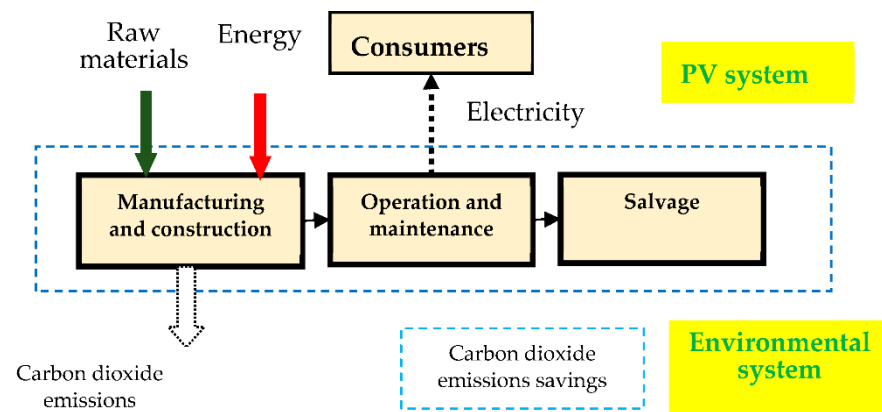 Raw
materials
Energy
Consumers
PV system
Electricity
Manufacturing
and construction
Operation and
maintenance
Salvage
Carbon dioxide
emissions
Carbon dioxide
emissions savings
Environmental
system